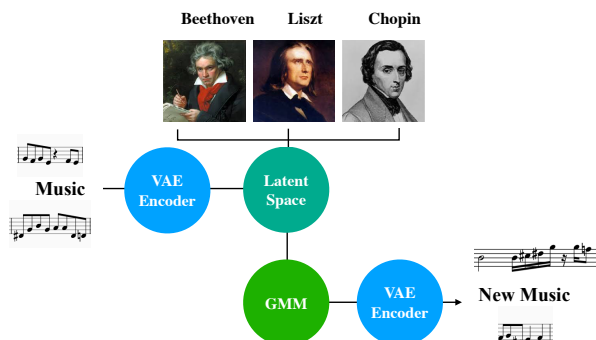 Beethoven Liszt Chopin
Music
VAE
Encoder
Latent
Space
GMM
VAE
Encoder
New Music